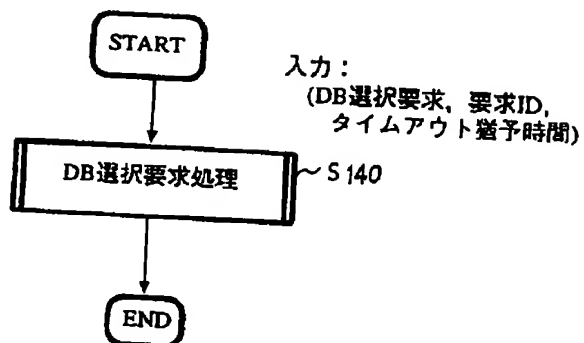 START
入力：
(DB選択要求, 要求ID,
タイムアウト猶予時間)
DB選択要求処理
S140
END